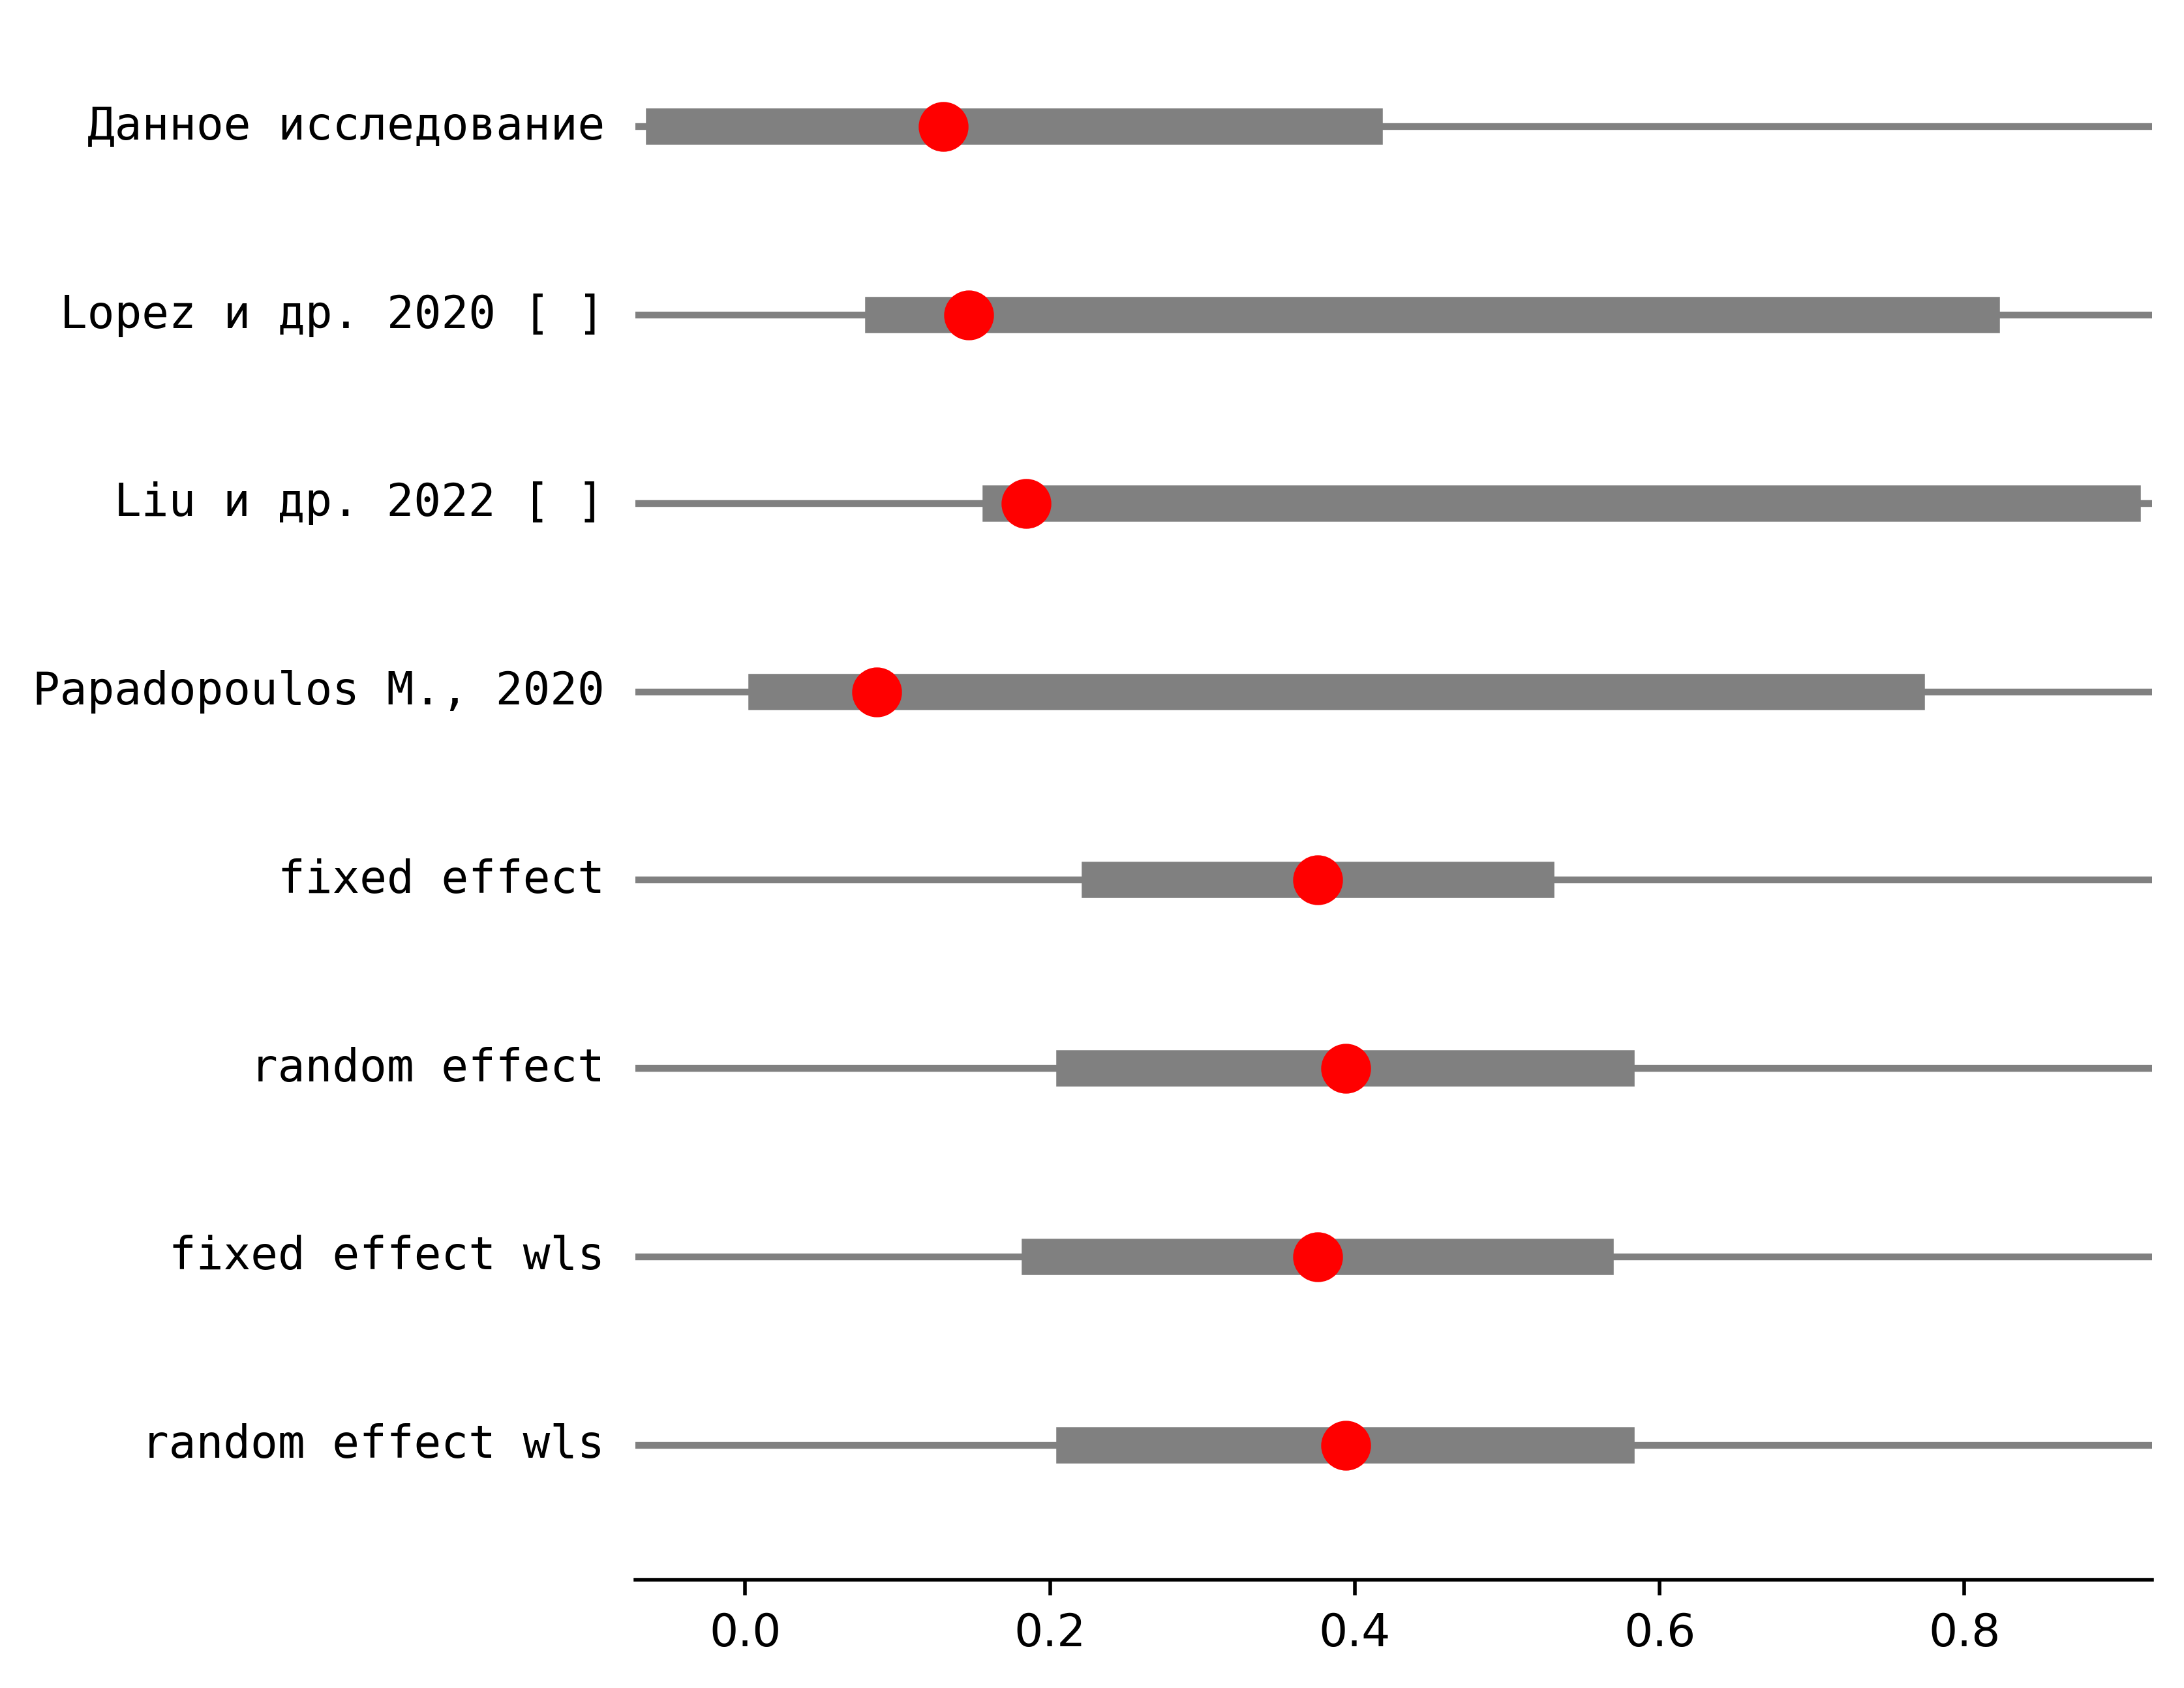 Данное исследование
Lopez и др. 2020 [ ]
Liu и др. 2022 [ ]
Papadopoulos M., 2020
fixed effect
random effect
fixed effect wls
random effect wls
0.0 0.2 0.4 0.6 0.8